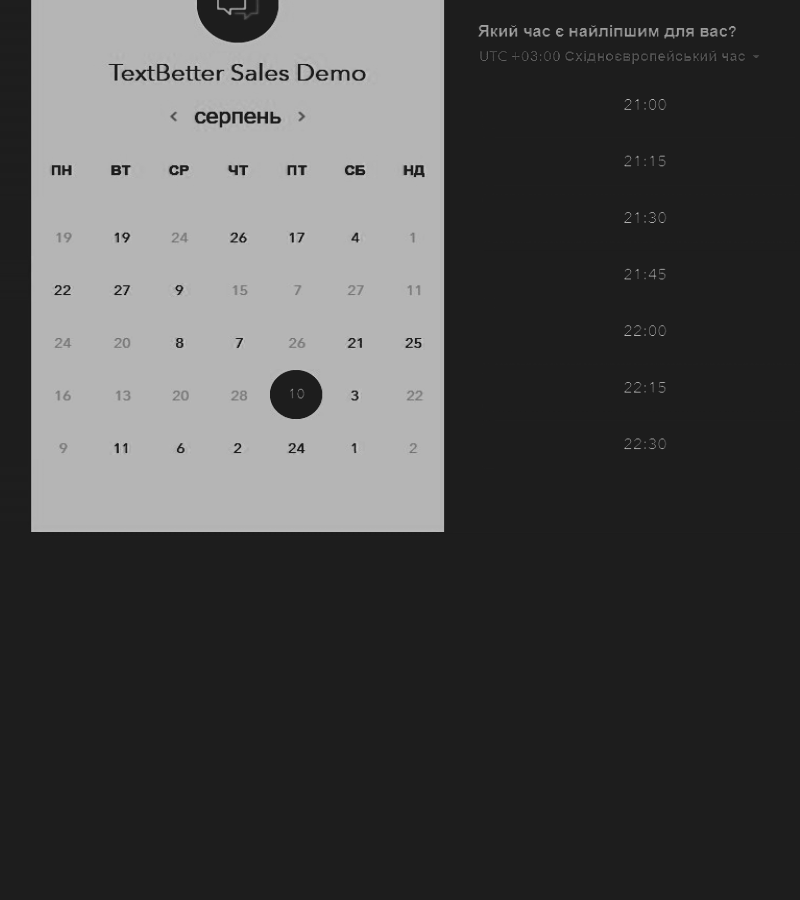 TextBetter Sales Demo
серпень
ПН ВТ СР ЧТ ПТ СБ НД
19 19 24 26 17 4 1
22 27 9 15 7 27 11
24 20 8 7 26 21 25
16 13 20 28 10 3 22
9 11 6 2 24 1 2
Який час є найліпшим для вас?
UTC +03:00 Східноєвропейський час
21:00
21:15
21:30
21:45
22:00
22:15
22:30